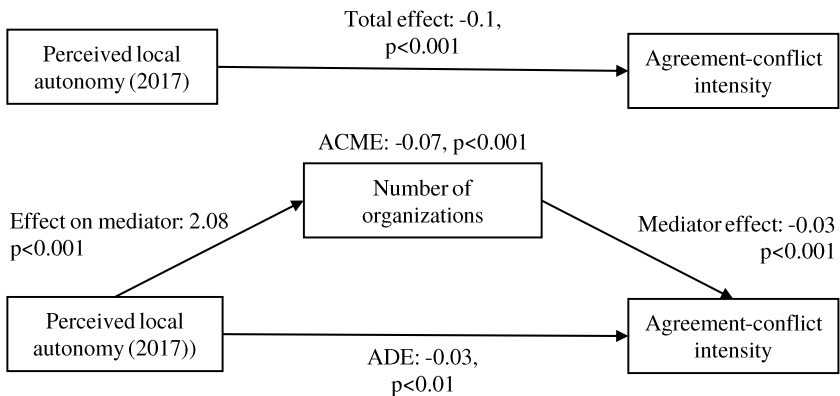 Total effect: -0.1,
p<0.001
Perceived local
autonomy (2017)
Agreement-conflict
intensity
ACME: -0.07, p<0.001
Number of
organizations
Effect on mediator: 2.08
p<0.001
Mediator effect: -0.03
p<0.001
Perceived local
autonomy (2017))
Agreement-conflict
intensity
ADE: -0.03,
p<0.01